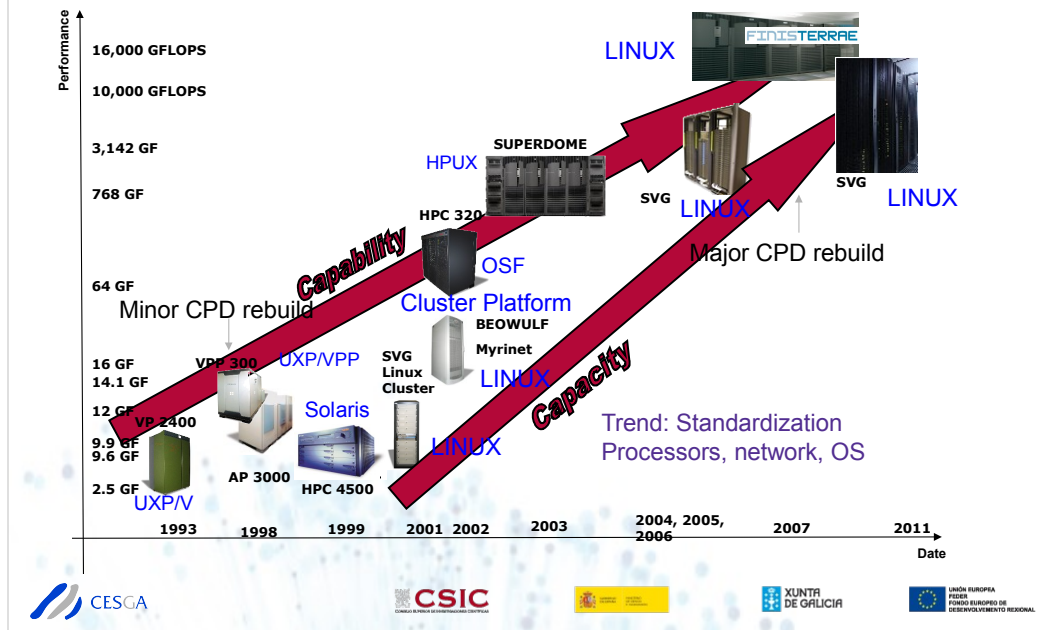 Performance
16,000 GFLOPS
10,000 GFLOPS
3,142 GF
768 GF
64 GF
16 GF
14.1 GF
12 GF
9.9 GF
9.6 GF
2.5 GF
LINUX
FINISTERRAE
SUPERDOME
HPUX
SVG
LINUX
SVG
LINUX
HPC 320
Capability
OSF
Major CPD rebuild
Minor CPD rebuild
Cluster Platform
BEOWULF
Myrinet
VPP 300
UXP/VPP
SVG
Linux
Cluster
LINUX
Capacity
Solaris
VP 2400
LINUX
Trend: Standardization
Processors, network, OS
AP 3000
HPC 4500
UXP/V
1993
1998
1999
2001
2002
2003
2004, 2005,
2006
2007
2011
Date
CESGA
CSIC
CONSEJO SUPERIOR DE INVESTIGACIONES CIENTÍFICAS
XUNTA
DE GALICIA
UNIÓN EUROPEA
FEDER
FONDO EUROPEO DE
DESENVOLVEMENTO REXIONAL